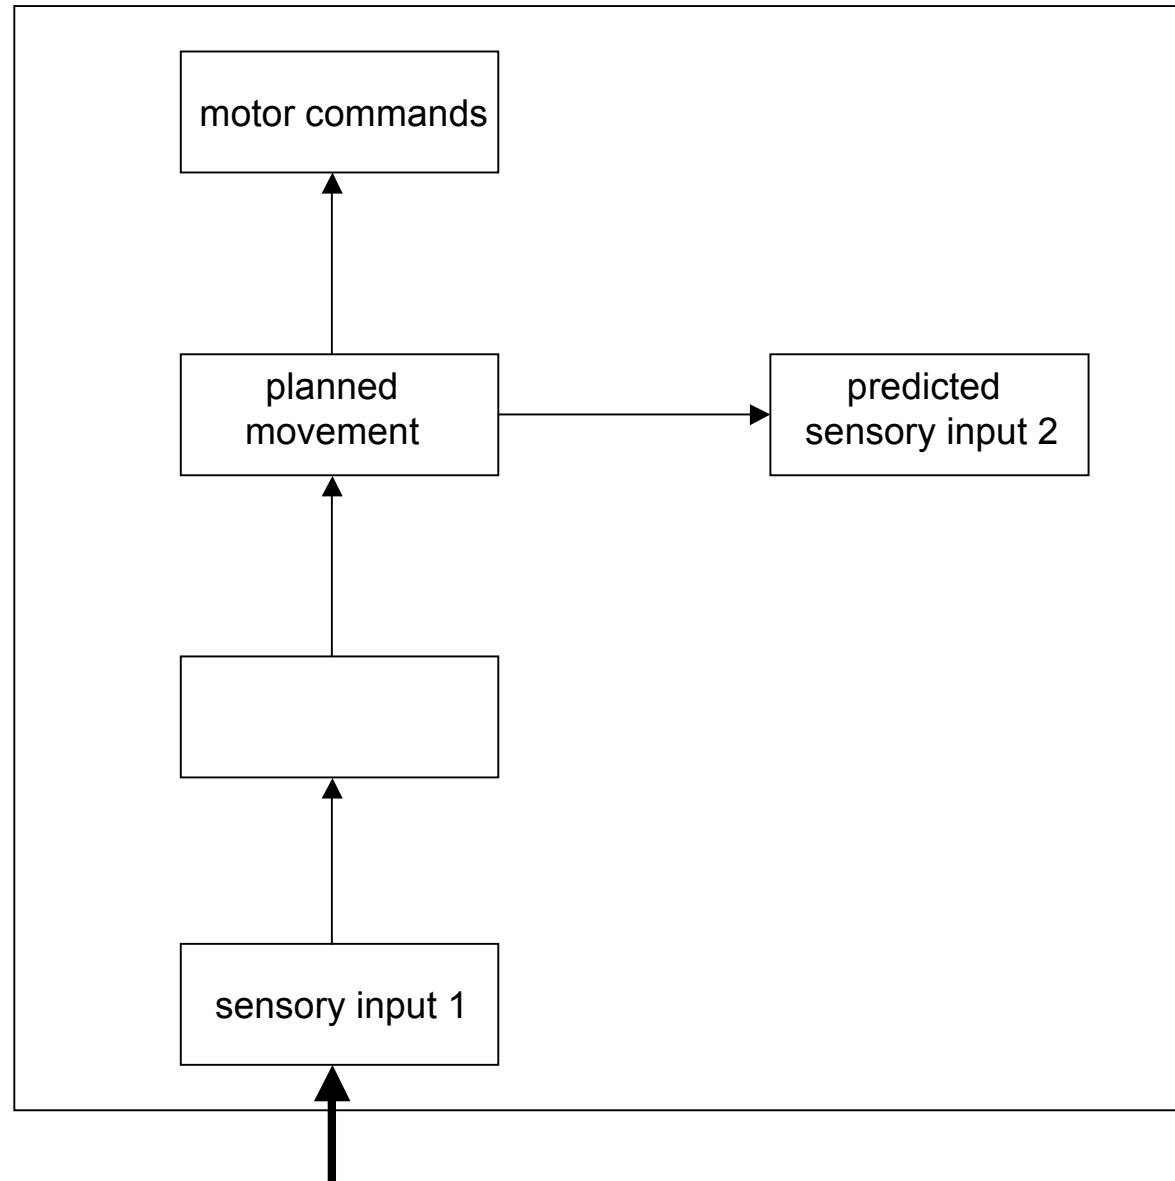 motor commands
planned
movement
predicted
sensory input 2
sensory input 1